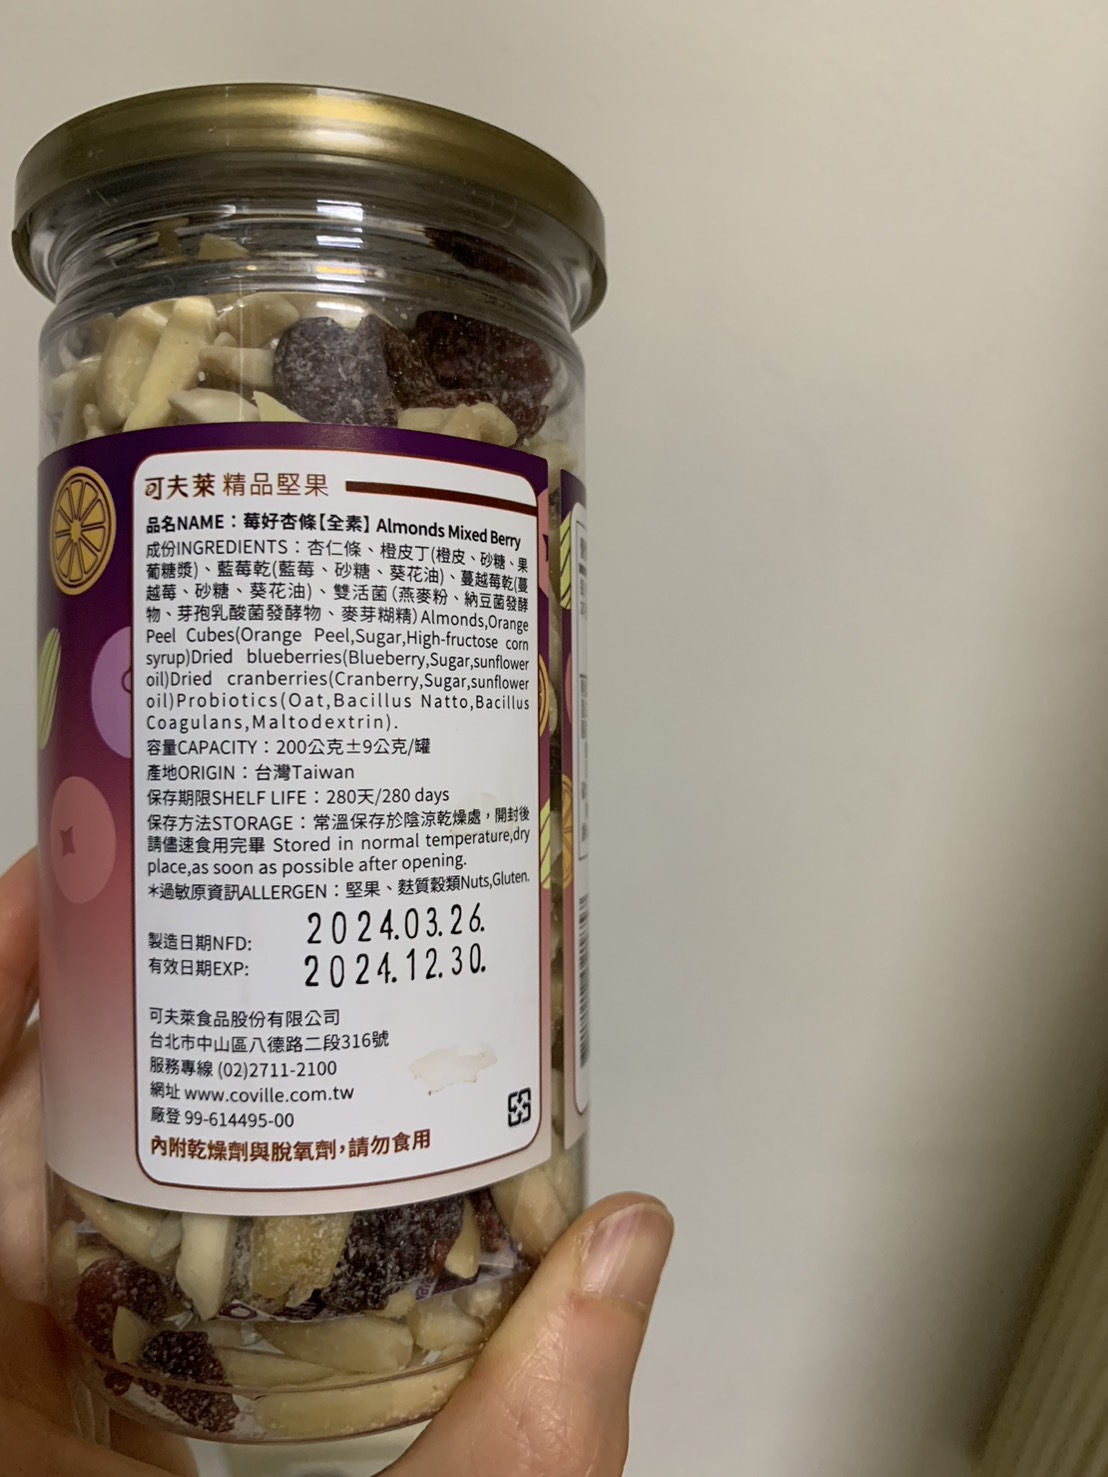 可夫萊 精品堅果
品名NAME：莓好杏條【全素】Almonds Mixed Berry
成份INGREDIENTS：杏仁條、橙皮丁(橙皮、砂糖、果
葡糖漿)、藍莓乾(藍莓、砂糖、葵花油)、蔓越莓乾(蔓
越莓、砂糖、葵花油)、雙活菌(燕麥粉、納豆菌發酵
物、芽孢乳酸菌發酵物、麥芽糊精)Almonds,Orange
Peel Cubes(Orange Peel,Sugar,High-fructose corn
syrup)Dried blueberries(Blueberry,Sugar,sunflower
oil)Dried cranberries(Cranberry,Sugar,sunflower
oil)Probiotics(Oat,Bacillus Natto,Bacillus
Coagulans,Maltodextrin).
容量CAPACITY：200公克±9公克/罐
產地ORIGIN：台灣Taiwan
保存期限SHELF LIFE：280天/280 days
保存方法STORAGE：常溫保存於陰涼乾燥處，開封後
請儘速食用完畢 Stored in normal temperature,dry
place,as soon as possible after opening.
*過敏原資訊ALLERGEN：堅果、麩質穀類Nuts,Gluten.
製造日期NFD: 2024.03.26.
有效日期EXP: 2024.12.30.
可夫萊食品股份有限公司
台北市中山區八德路二段316號
服務專線 (02)2711-2100
網址 www.coville.com.tw
廠登 99-614495-00
內附乾燥劑與脫氧劑，請勿食用